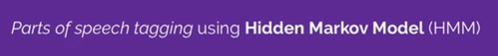 Parts of speech tagging using Hidden Markov Model (HMM)